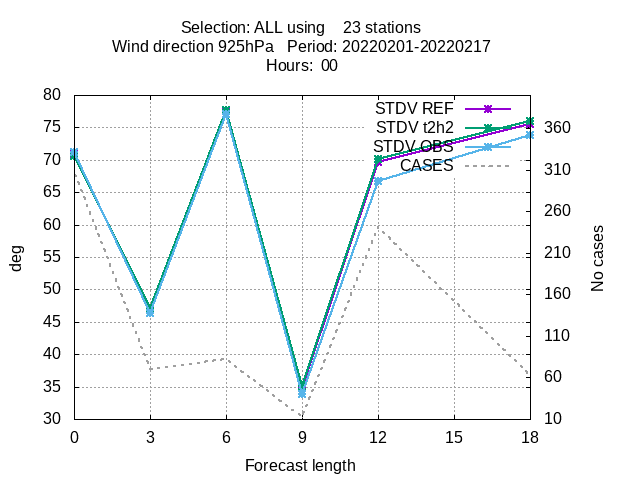 Selection: ALL using    23 stations
Wind direction 925hPa   Period: 20220201-20220217
Hours:  00
STDV REF
STDV t2h2
STDV OBS
CASES
80
75
70
65
60
55
50
45
40
35
30
deg
360
310
260
210
160
110
60
10
No cases
0 3 6 9 12 15 18
Forecast length